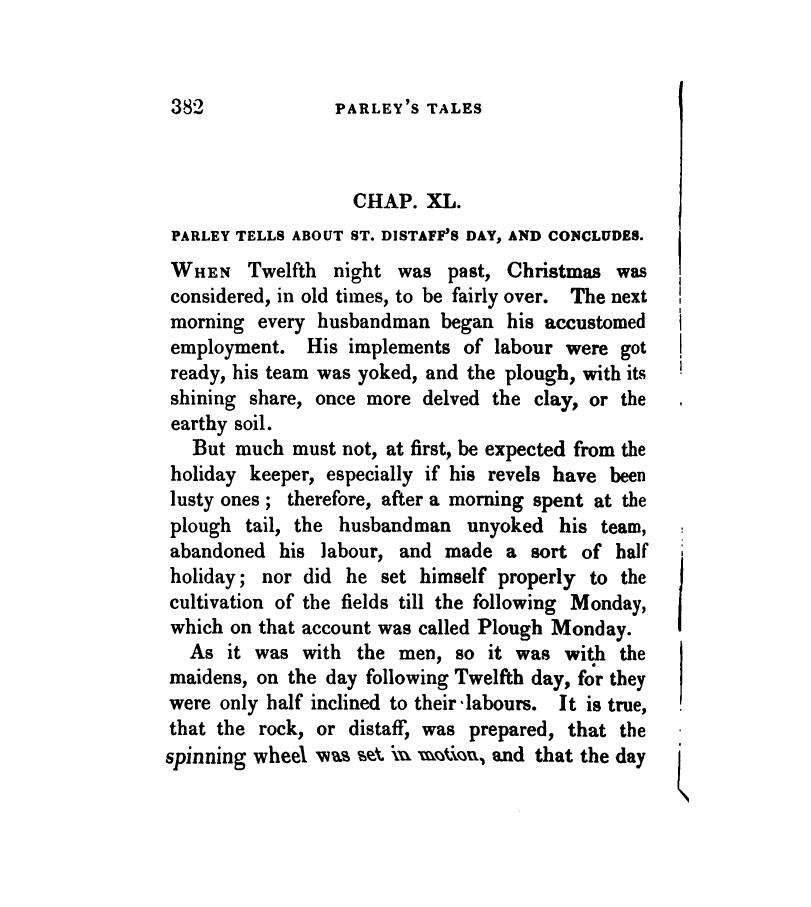 382 PARLEY'S TALES
CHAP. XL.
PARLEY TELLS ABOUT ST. DISTAFF'S DAY, AND CONCLUDES.
WHEN Twelfth night was past, Christmas was
considered, in old times, to be fairly over. The next
morning every husbandman began his accustomed
employment. His implements of labour were got
ready, his team was yoked, and the plough, with its
shining share, once more delved the clay, or the
earthy soil.
But much must not, at first, be expected from the
holiday keeper, especially if his revels have been
lusty ones; therefore, after a morning spent at the
plough tail, the husbandman unyoked his team,
abandoned his labour, and made a sort of half
holiday; nor did he set himself properly to the
cultivation of the fields till the following Monday,
which on that account was called Plough Monday.
As it was with the men, so it was with the
maidens, on the day following Twelfth day, for they
were only half inclined to their labours. It is true,
that the rock, or distaff, was prepared, that the
spinning wheel was set in motion, and that the day